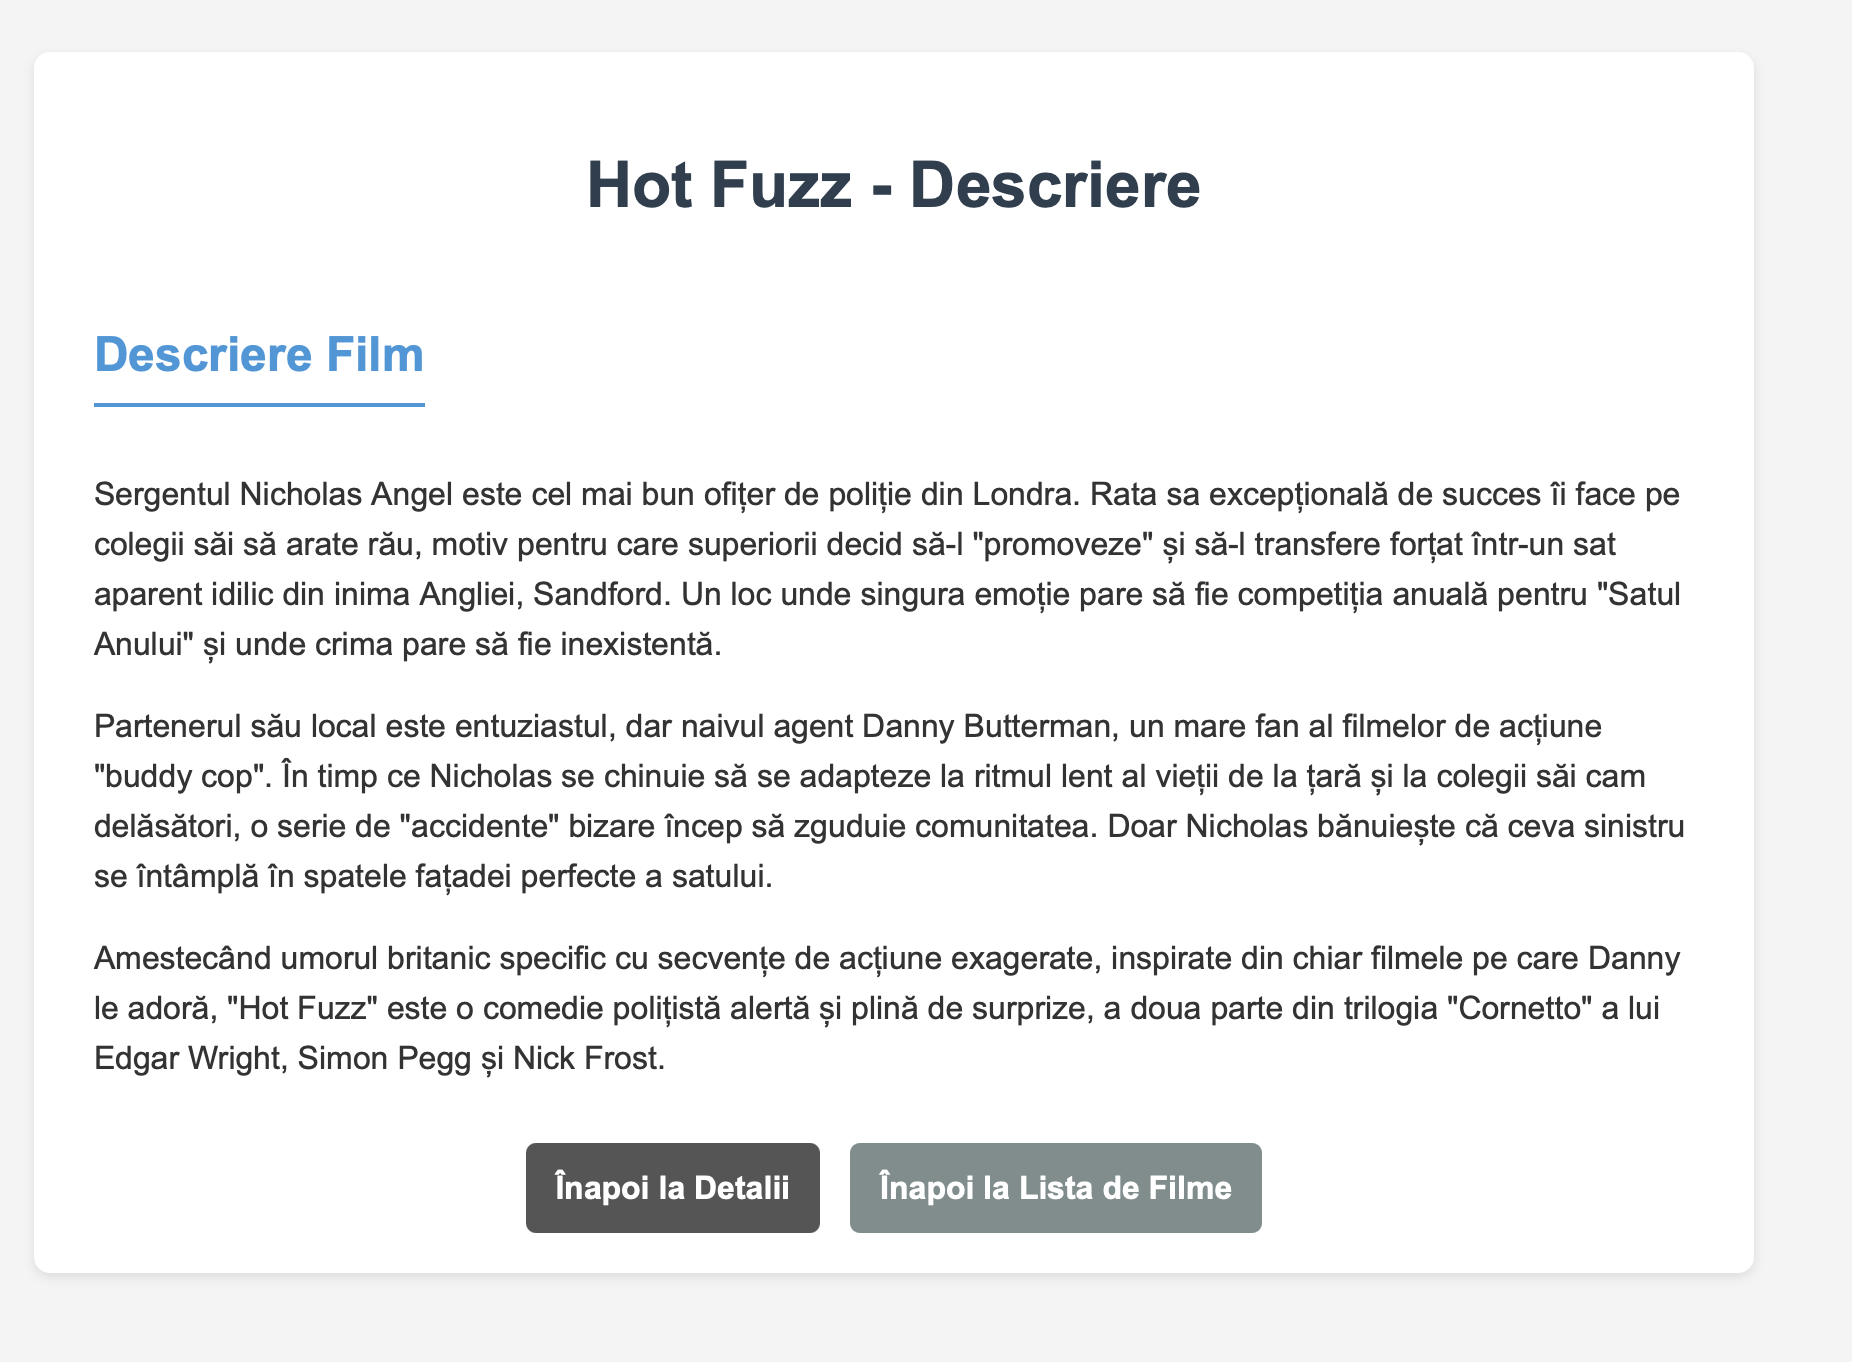 Hot Fuzz - Descriere
Descriere Film
Sergentul Nicholas Angel este cel mai bun ofițer de poliție din Londra. Rata sa excepțională de succes îi face pe
colegii săi să arate rău, motiv pentru care superiorii decid să-l "promoveze" și să-l transfere forțat într-un sat
aparent idilic din inima Angliei, Sandford. Un loc unde singura emoție pare să fie competiția anuală pentru "Satul
Anului" și unde crima pare să fie inexistentă.
Partenerul său local este entuziastul, dar naivul agent Danny Butterman, un mare fan al filmelor de acțiune
"buddy cop". În timp ce Nicholas se chinuie să se adapteze la ritmul lent al vieții de la țară și la colegii săi cam
delăsători, o serie de "accidente" bizare încep să zguduie comunitatea. Doar Nicholas bănuiește că ceva sinistru
se întâmplă în spatele fațadei perfecte a satului.
Amestecând umorul britanic specific cu secvențe de acțiune exagerate, inspirate din chiar filmele pe care Danny
le adoră, "Hot Fuzz" este o comedie polițistă alertă și plină de surprize, a doua parte din trilogia "Cornetto" a lui
Edgar Wright, Simon Pegg și Nick Frost.
Înapoi la Detalii
Înapoi la Lista de Filme